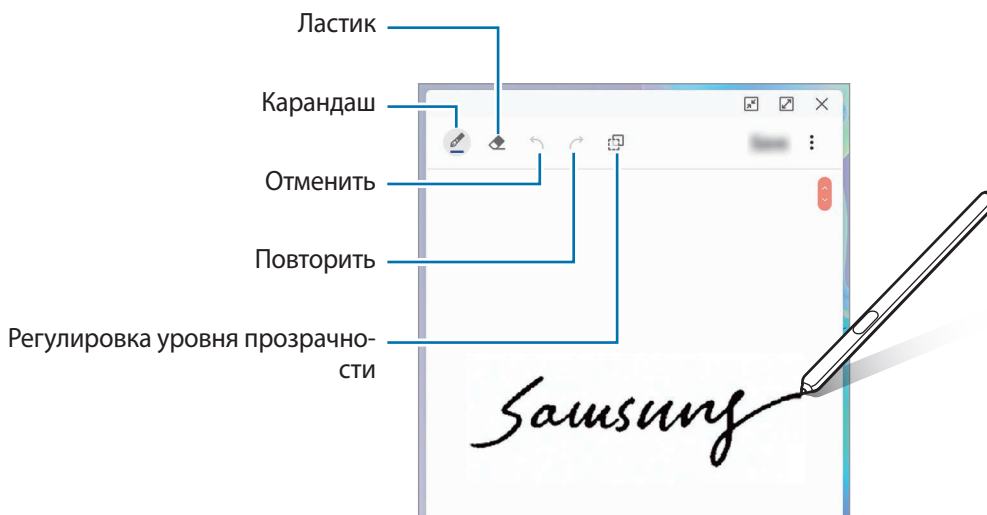 Ластик
Карандаш
Отменить
Повторить
Регулировка уровня прозрачно-
сти
Samsung